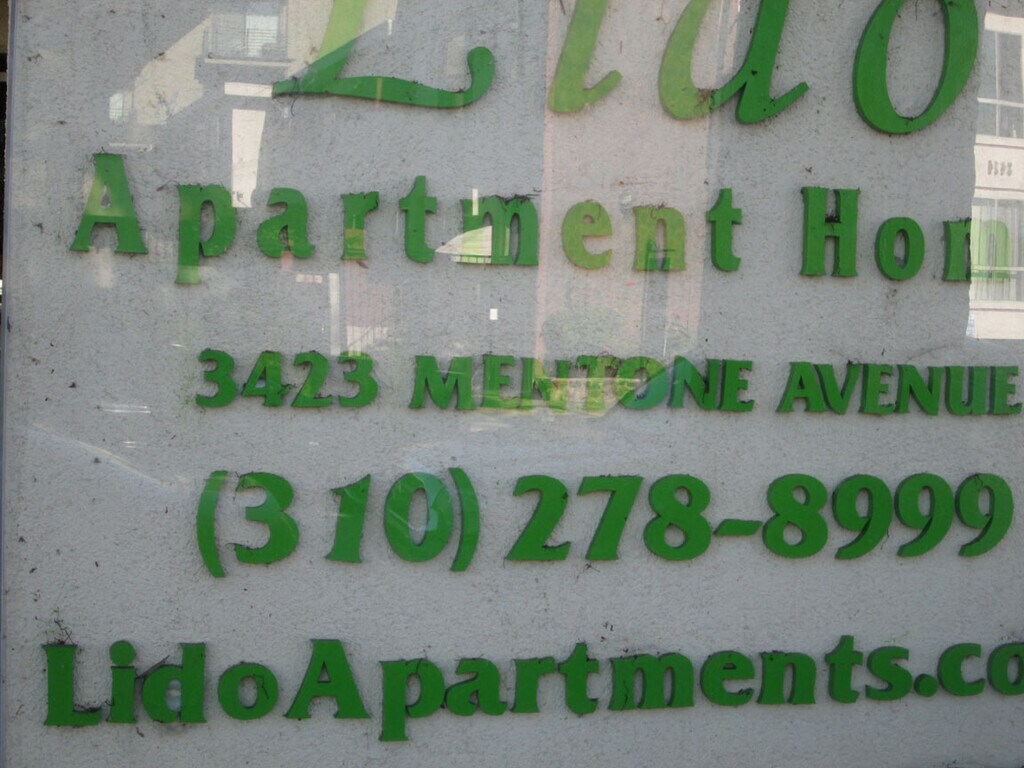 Lido
Apartment Hom
3423 MENTONE AVENUE
(310) 278-8999
LidoApartments.co